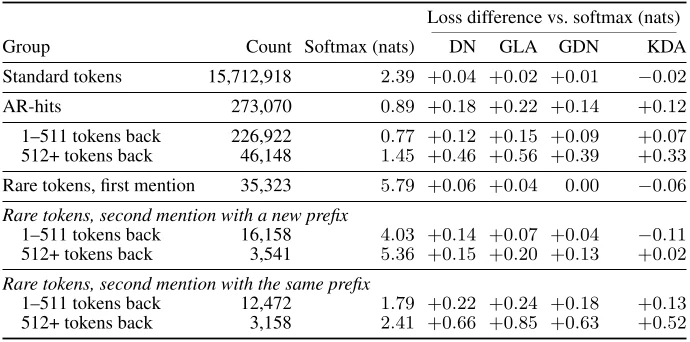 Loss difference vs. softmax (nats)
Group Count Softmax (nats) DN GLA GDN KDA
Standard tokens 15,712,918 2.39 +0.04 +0.02 +0.01 −0.02
AR-hits 273,070 0.89 +0.18 +0.22 +0.14 +0.12
1–511 tokens back 226,922 0.77 +0.12 +0.15 +0.09 +0.07
512+ tokens back 46,148 1.45 +0.46 +0.56 +0.39 +0.33
Rare tokens, first mention 35,323 5.79 +0.06 +0.04 0.00 −0.06
Rare tokens, second mention with a new prefix
1–511 tokens back 16,158 4.03 +0.14 +0.07 +0.04 −0.11
512+ tokens back 3,541 5.36 +0.15 +0.20 +0.13 +0.02
Rare tokens, second mention with the same prefix
1–511 tokens back 12,472 1.79 +0.22 +0.24 +0.18 +0.13
512+ tokens back 3,158 2.41 +0.66 +0.85 +0.63 +0.52